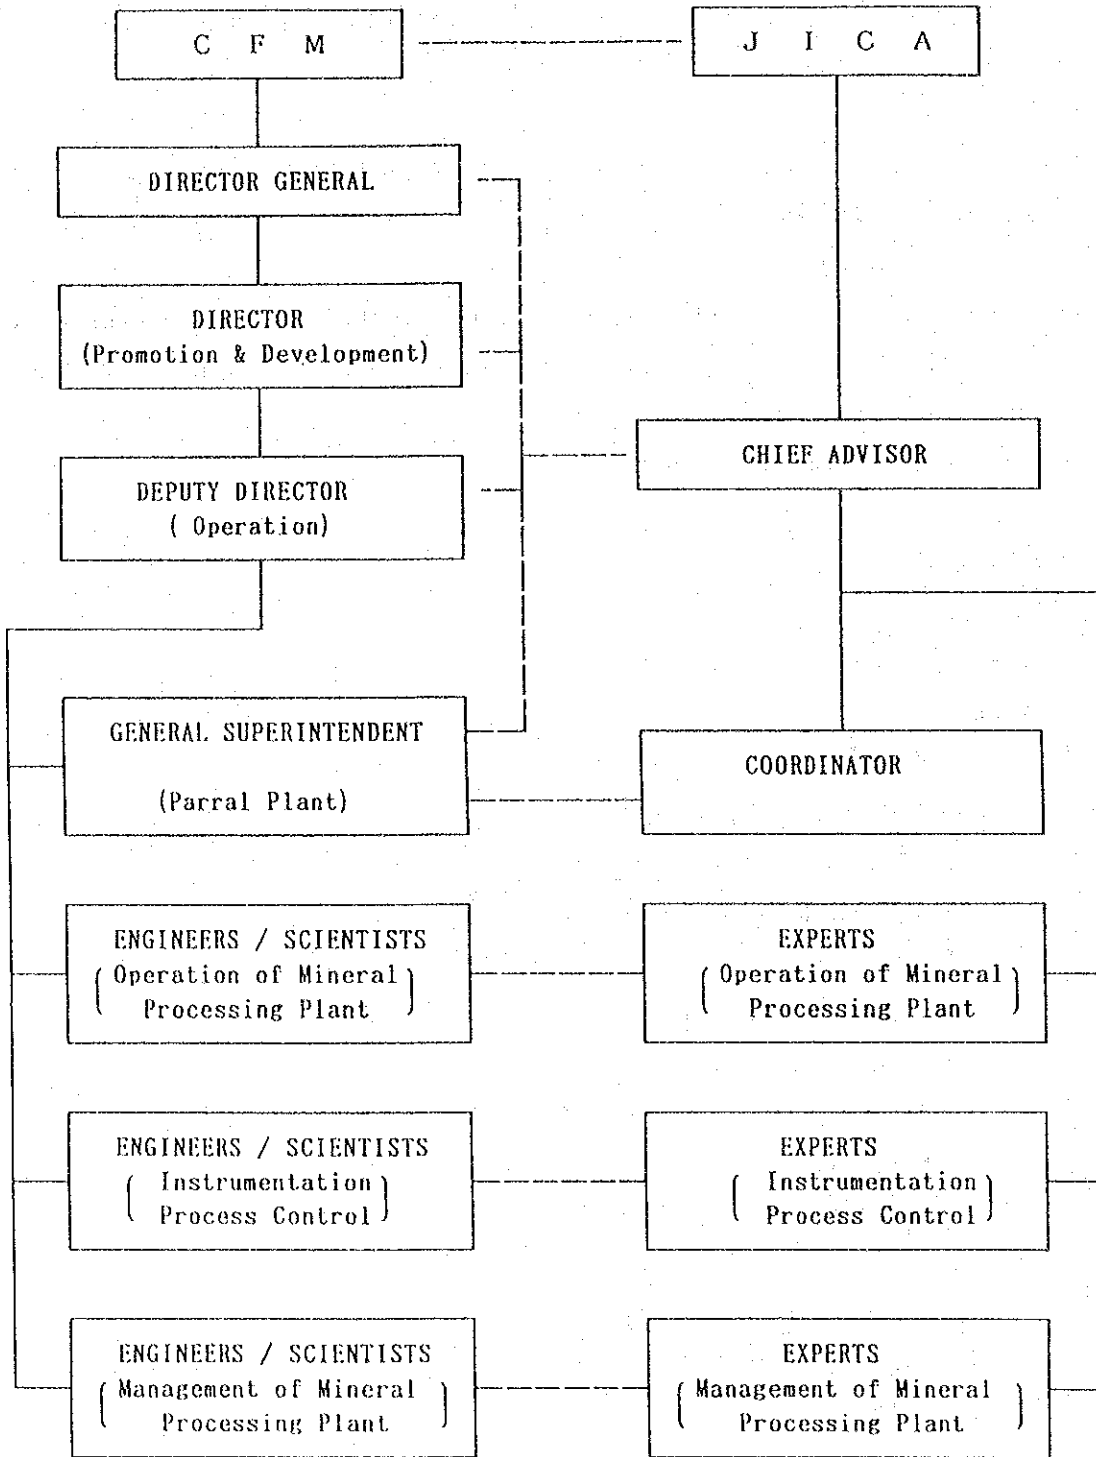 C F M
J I C A
DIRECTOR GENERAL
DIRECTOR
(Promotion & Development)
CHIEF ADVISOR
DEPUTY DIRECTOR
( Operation)
GENERAL SUPERINTENDENT
(Parral Plant)
COORDINATOR
ENGINEERS / SCIENTISTS
(Operation of Mineral
Processing Plant)
EXPERTS
(Operation of Mineral
Processing Plant)
ENGINEERS / SCIENTISTS
(Instrumentation
Process Control)
EXPERTS
(Instrumentation
Process Control)
ENGINEERS / SCIENTISTS
(Management of Mineral
Processing Plant)
EXPERTS
(Management of Mineral
Processing Plant)